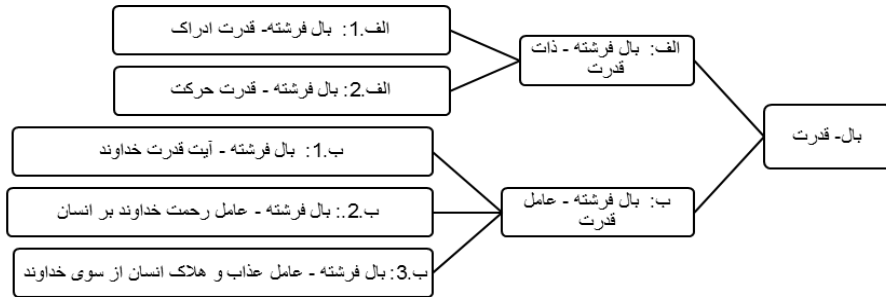 بال- قدرت
الف: بال فرشته - ذات
قدرت
الف.1: بال فرشته- قدرت ادراک
الف.2: بال فرشته - قدرت حرکت
ب: بال فرشته - عامل
قدرت
ب.1: بال فرشته - آیت قدرت خداوند
ب.2.: بال فرشته - عامل رحمت خداوند بر انسان
ب.3: بال فرشته - عامل عذاب و هلاک انسان از سوی خداوند